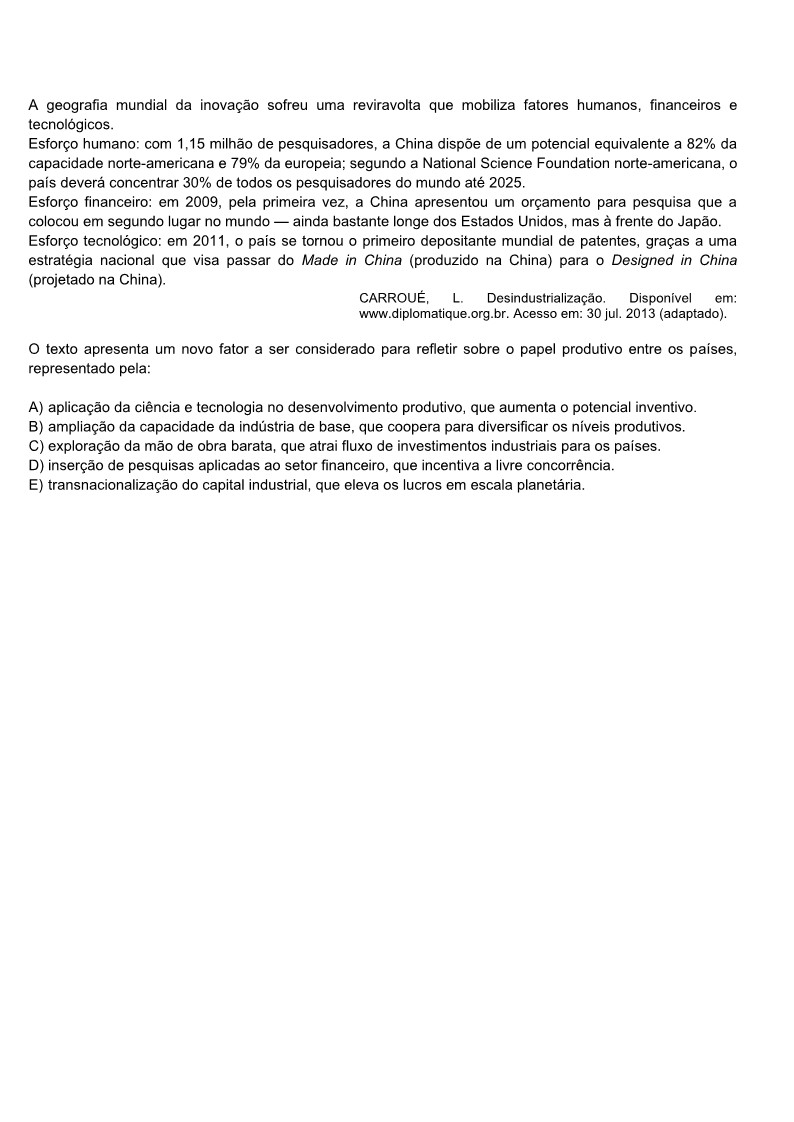 A geografia mundial da inovação sofreu uma reviravolta que mobiliza fatores humanos, financeiros e
tecnológicos.
Esforço humano: com 1,15 milhão de pesquisadores, a China dispõe de um potencial equivalente a 82% da
capacidade norte-americana e 79% da europeia; segundo a National Science Foundation norte-americana, o
país deverá concentrar 30% de todos os pesquisadores do mundo até 2025.
Esforço financeiro: em 2009, pela primeira vez, a China apresentou um orçamento para pesquisa que a
colocou em segundo lugar no mundo — ainda bastante longe dos Estados Unidos, mas à frente do Japão.
Esforço tecnológico: em 2011, o país se tornou o primeiro depositante mundial de patentes, graças a uma
estratégia nacional que visa passar do Made in China (produzido na China) para o Designed in China
(projetado na China).
CARROUÉ, L. Desindustrialização. Disponível em:
www.diplomatique.org.br. Acesso em: 30 jul. 2013 (adaptado).
O texto apresenta um novo fator a ser considerado para refletir sobre o papel produtivo entre os países,
representado pela:
A) aplicação da ciência e tecnologia no desenvolvimento produtivo, que aumenta o potencial inventivo.
B) ampliação da capacidade da indústria de base, que coopera para diversificar os níveis produtivos.
C) exploração da mão de obra barata, que atrai fluxo de investimentos industriais para os países.
D) inserção de pesquisas aplicadas ao setor financeiro, que incentiva a livre concorrência.
E) transnacionalização do capital industrial, que eleva os lucros em escala planetária.